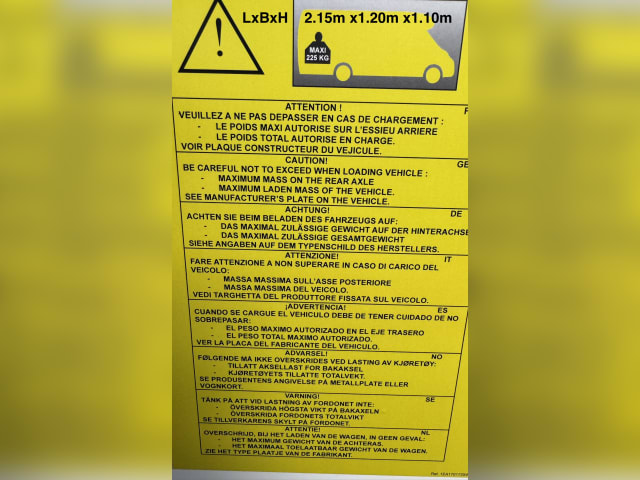 LxBxH 2.15m x1.20m x1.10m
!
MAXI
225 KG
ATTENTION !
VEUILLEZ A NE PAS DEPASSER EN CAS DE CHARGEMENT :
- LE POIDS MAXI AUTORISE SUR L'ESSIEU ARRIERE
- LE POIDS TOTAL AUTORISE EN CHARGE.
VOIR PLAQUE CONSTRUCTEUR DU VEJICULE.
CAUTION!
BE CAREFUL NOT TO EXCEED WHEN LOADING VEHICLE :
- MAXIMUM MASS ON THE REAR AXLE
- MAXIMUM LADEN MASS OF THE VEHICLE.
SEE MANUFACTURER'S PLATE ON THE VEHICLE.
ACHTUNG! DE
ACHTEN SIE BEIM BELADEN DES FAHRZEUGS AUF:
- DAS MAXIMAL ZULÄSSIGE GEWICHT AUF DER HINTERACHSE
- DAS MAXIMAL ZULÄSSIGE GESAMTGEWICHT
SIEHE ANGABEN AUF DEM TYPENSCHILD DES HERSTELLERS.
ATTENZIONE! IT
FARE ATTENZIONE A NON SUPERARE IN CASO DI CARICO DEL
VEICOLO:
- MASSA MASSIMA SULL'ASSE POSTERIORE
- MASSA MASSIMA DEL VEICOLO.
VEDI TARGHETTA DEL PRODUTTORE FISSATA SUL VEICOLO.
¡ADVERTENCIA! ES
CUANDO SE CARGUE EL VEHICULO DEBE DE TENER CUIDADO DE NO
SOBREPASAR:
- EL PESO MAXIMO AUTORIZADO EN EL EJE TRASERO
- EL PESO TOTAL MAXIMO AUTORIZADO.
VER LA PLACA DEL FABRICANTE DEL VEHICULO.
ADVARSEL! NO
FØLGENDE MÅ IKKE OVERSKRIDES VED LASTING AV KJØRETØY:
- TILLATT AKSELLAST FOR BAKAKSEL
- KJØRETØYETS TILLATTE TOTALVEKT.
SE PRODUSENTENS ANGIVELSE PÅ METALLPLATE ELLER
VOGNKORT.
VARNING! SE
TÄNK PÅ ATT VID LASTNING AV FORDONET INTE:
- ÖVERSKRIDA HÖGSTA VIKT PÅ BAKAXELN
- ÖVERSKRIDA FORDONETS TOTALVIKT
SE TILLVERKARENS SKYLT PÅ FORDONET.
ATTENTIE! NL
OVERSCHRIJD, BIJ HET LADEN VAN DE WAGEN, IN GEEN GEVAL:
- HET MAXIMUM GEWICHT VAN DE ACHTERAS.
- HET MAXIMAAL TOELAATBAAR GEWICHT VAN DE WAGEN.
ZIE HET TYPE PLAATJE VAN DE FABRIKANT.